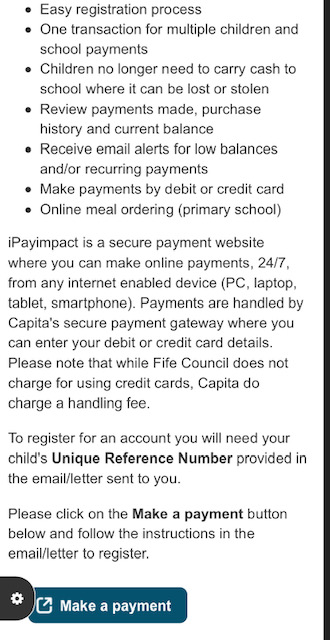 Easy registration process
One transaction for multiple children and
school payments
Children no longer need to carry cash to
school where it can be lost or stolen
Review payments made, purchase
history and current balance
Receive email alerts for low balances
and/or recurring payments
Make payments by debit or credit card
Online meal ordering (primary school)
iPayimpact is a secure payment website
where you can make online payments, 24/7,
from any internet enabled device (PC, laptop,
tablet, smartphone). Payments are handled by
Capita's secure payment gateway where you
can enter your debit or credit card details.
Please note that while Fife Council does not
charge for using credit cards, Capita do
charge a handling fee.
To register for an account you will need your
child's Unique Reference Number provided in
the email/letter sent to you.
Please click on the Make a payment button
below and follow the instructions in the
email/letter to register.
Make a payment